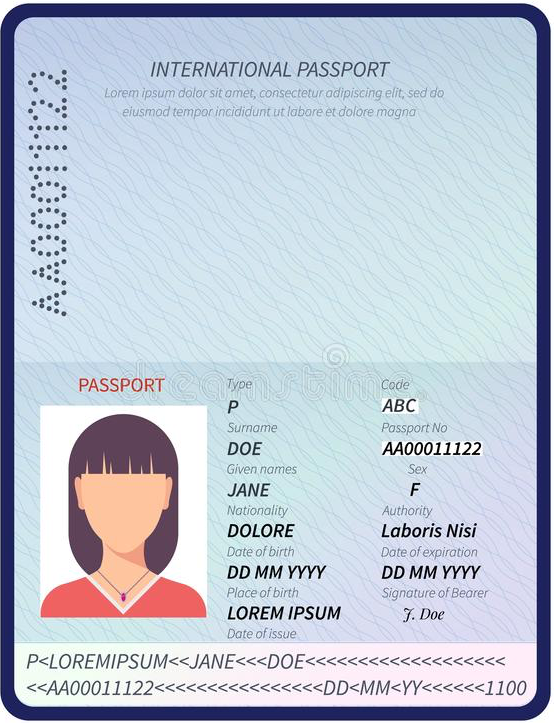 INTERNATIONAL PASSPORT
Lorem ipsum dolor sit amet, consectetur adipiscing elit, sed do
eiusmod tempor incididunt ut labore et dolore magna
AA00011122
PASSPORT
Type Code
P ABC
Surname Passport No
DOE AA00011122
Given names Sex
JANE F
Nationality Authority
DOLORE Laboris Nisi
Date of birth Date of expiration
DD MM YYYY DD MM YYYY
Place of birth Signature of Bearer
LOREM IPSUM J. Doe
Date of issue
P<LOREMIPSUM<<JANE<<<DOE<<<<<<<<<<<<<<<<<<<<
<<AA00011122<<<<<<<<<<<<<<<<<DD<MM<YY<<<<<<1100
dreamstime